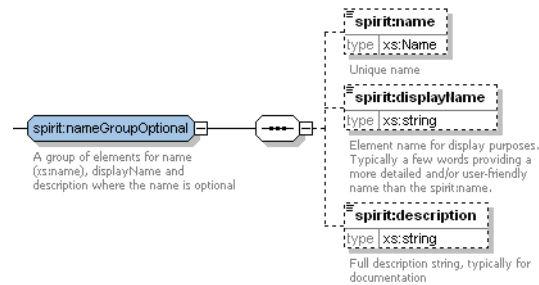 spirit:nameGroupOptional
A group of elements for name
(xs:name), displayName and
description where the name is optional
spirit:name
type xs:Name
Unique name
spirit:displayName
type xs:string
Element name for display purposes.
Typically a few words providing a
more detailed and/or user-friendly
name than the spirit:name.
spirit:description
type xs:string
Full description string, typically for
documentation